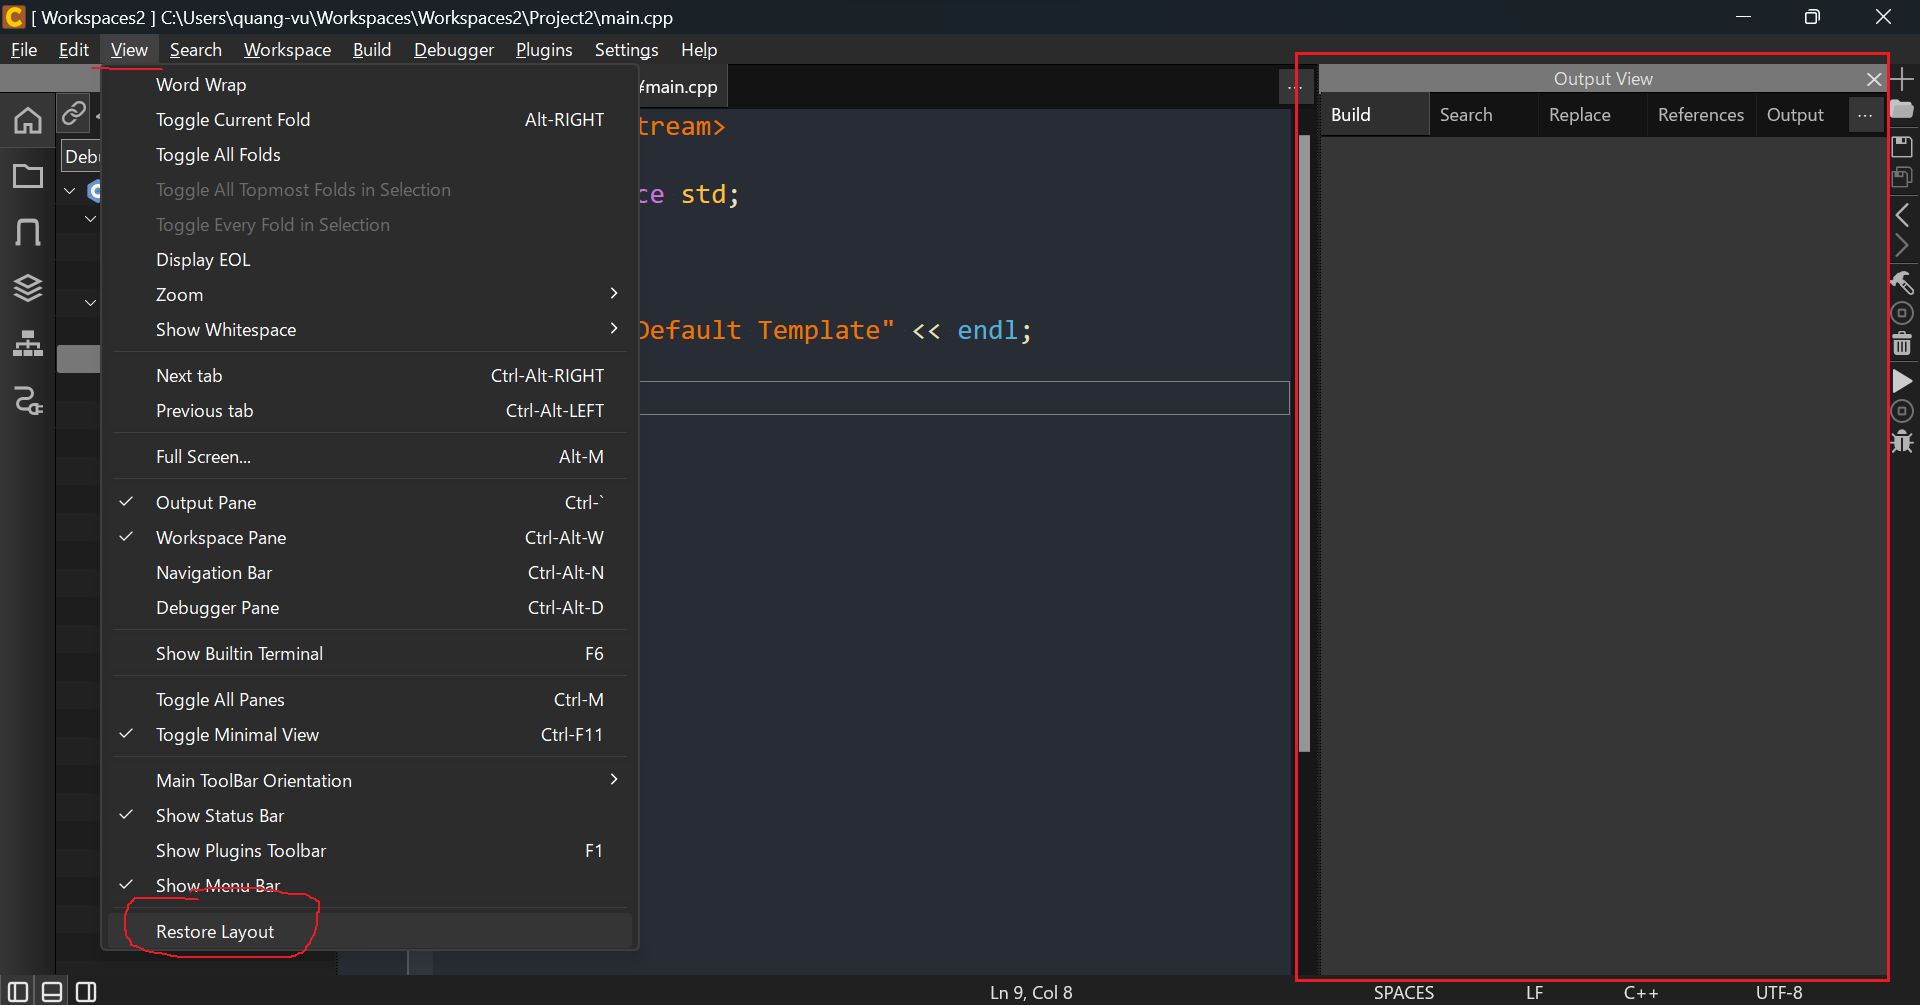 [ Workspaces2 ] C:\Users\quang-vu\Workspaces\Workspaces2\Project2\main.cpp
File Edit View Search Workspace Build Debugger Plugins Settings Help
main.cpp
Output View
Build Search Replace References Output
Word Wrap
Toggle Current Fold Alt-RIGHT
Toggle All Folds
Toggle All Topmost Folds in Selection
Toggle Every Fold in Selection
Display EOL
Zoom
Show Whitespace
Next tab Ctrl-Alt-RIGHT
Previous tab Ctrl-Alt-LEFT
Full Screen... Alt-M
Output Pane Ctrl-`
Workspace Pane Ctrl-Alt-W
Navigation Bar Ctrl-Alt-N
Debugger Pane Ctrl-Alt-D
Show Builtin Terminal F6
Toggle All Panes Ctrl-M
Toggle Minimal View Ctrl-F11
Main ToolBar Orientation
Show Status Bar
Show Plugins Toolbar F1
Show Menu Bar
Restore Layout
Deb
tream>
ce std;
Default Template" << endl;
Ln 9, Col 8 SPACES LF C++ UTF-8